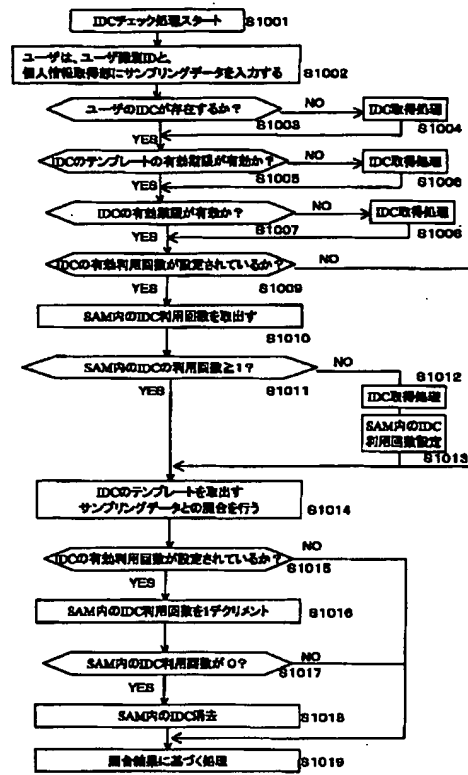 IDCチェック処理スタート
S1001
ユーザは、ユーザ識別IDと、
個人情報取得部にサンプリングデータを入力する
S1002
ユーザのIDCが存在するか?
NO
IDC取得処理
YES
S1003
S1004
IDCのテンプレートの有効期限が有効か?
NO
IDC取得処理
YES
S1005
S1006
IDCの有効期限が有効か?
NO
IDC取得処理
YES
S1007
S1008
IDCの有効利用回数が設定されているか?
NO
YES
S1009
SAM内のIDC利用回数を取出す
S1010
SAM内のIDCの利用回数≧1?
NO
S1012
YES
S1011
IDC取得処理
SAM内のIDC
利用回数設定
S1013
IDCのテンプレートを取出す
サンプリングデータとの照合を行う
S1014
IDCの有効利用回数が設定されているか?
NO
YES
S1015
SAM内のIDC利用回数を1デクリメント
S1016
SAM内のIDC利用回数が0?
NO
YES
S1017
SAM内のIDC消去
S1018
照合結果に基づく処理
S1019